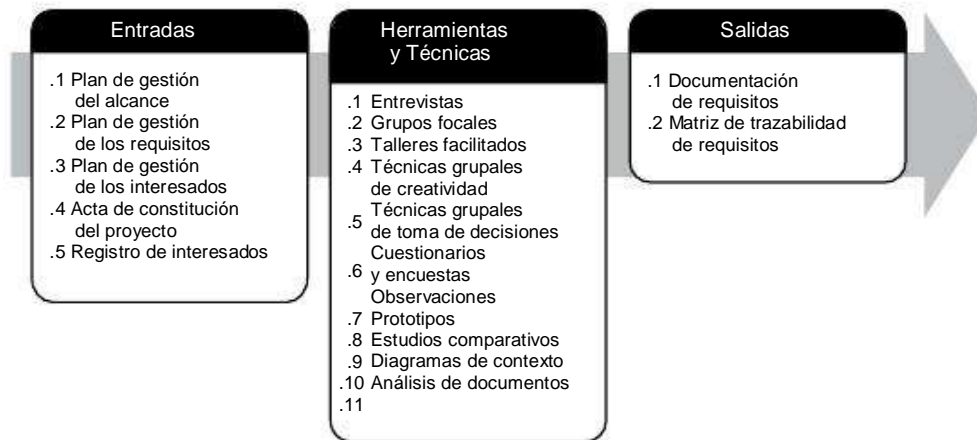 Entradas
.1 Plan de gestión
del alcance
.2 Plan de gestión
de los requisitos
.3 Plan de gestión
de los interesados
.4 Acta de constitución
del proyecto
.5 Registro de interesados
Herramientas
y Técnicas
.1 Entrevistas
.2 Grupos focales
.3 Talleres facilitados
.4 Técnicas grupales
de creatividad
Técnicas grupales
.5 de toma de decisiones
Cuestionarios
.6 y encuestas
Observaciones
.7 Prototipos
.8 Estudios comparativos
.9 Diagramas de contexto
.10 Análisis de documentos
.11
Salidas
.1 Documentación
de requisitos
.2 Matriz de trazabilidad
de requisitos